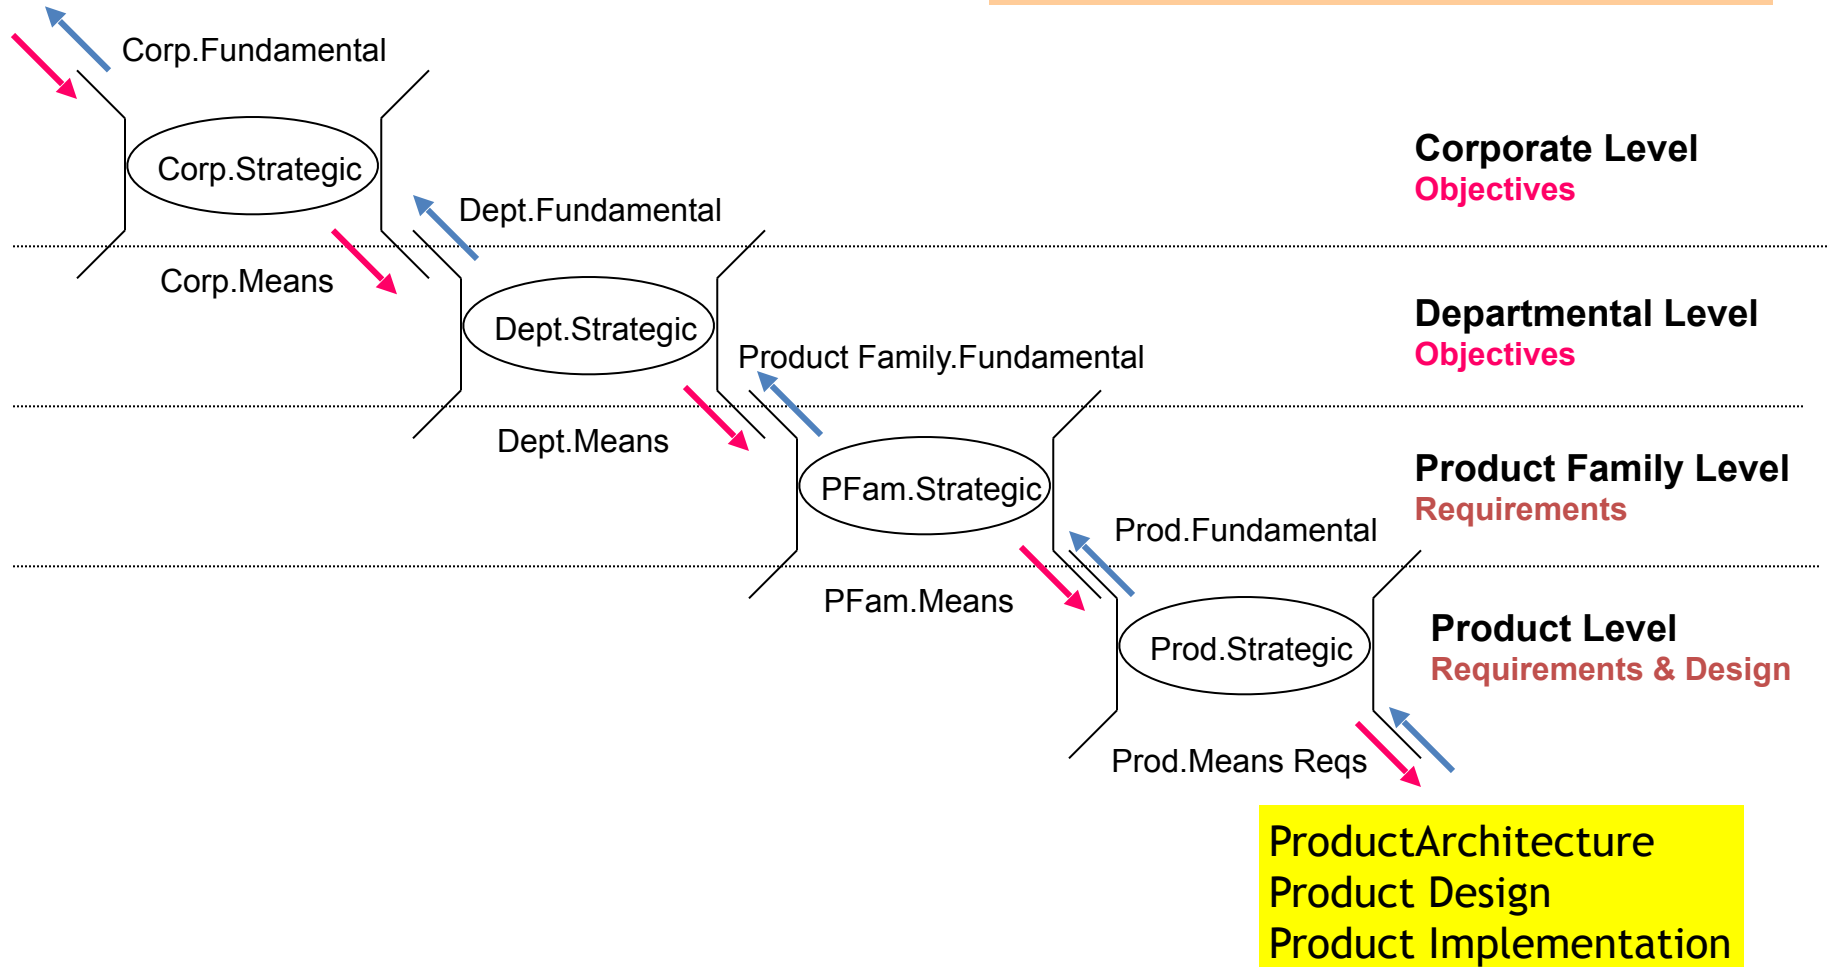 Corp.Fundamental
Corp.Strategic
Corporate Level
Objectives
Dept.Fundamental
Corp.Means
Dept.Strategic
Departmental Level
Objectives
Product Family.Fundamental
Dept.Means
PFam.Strategic
Product Family Level
Requirements
Prod.Fundamental
PFam.Means
Prod.Strategic
Product Level
Requirements & Design
Prod.Means Reqs
ProductArchitecture
Product Design
Product Implementation